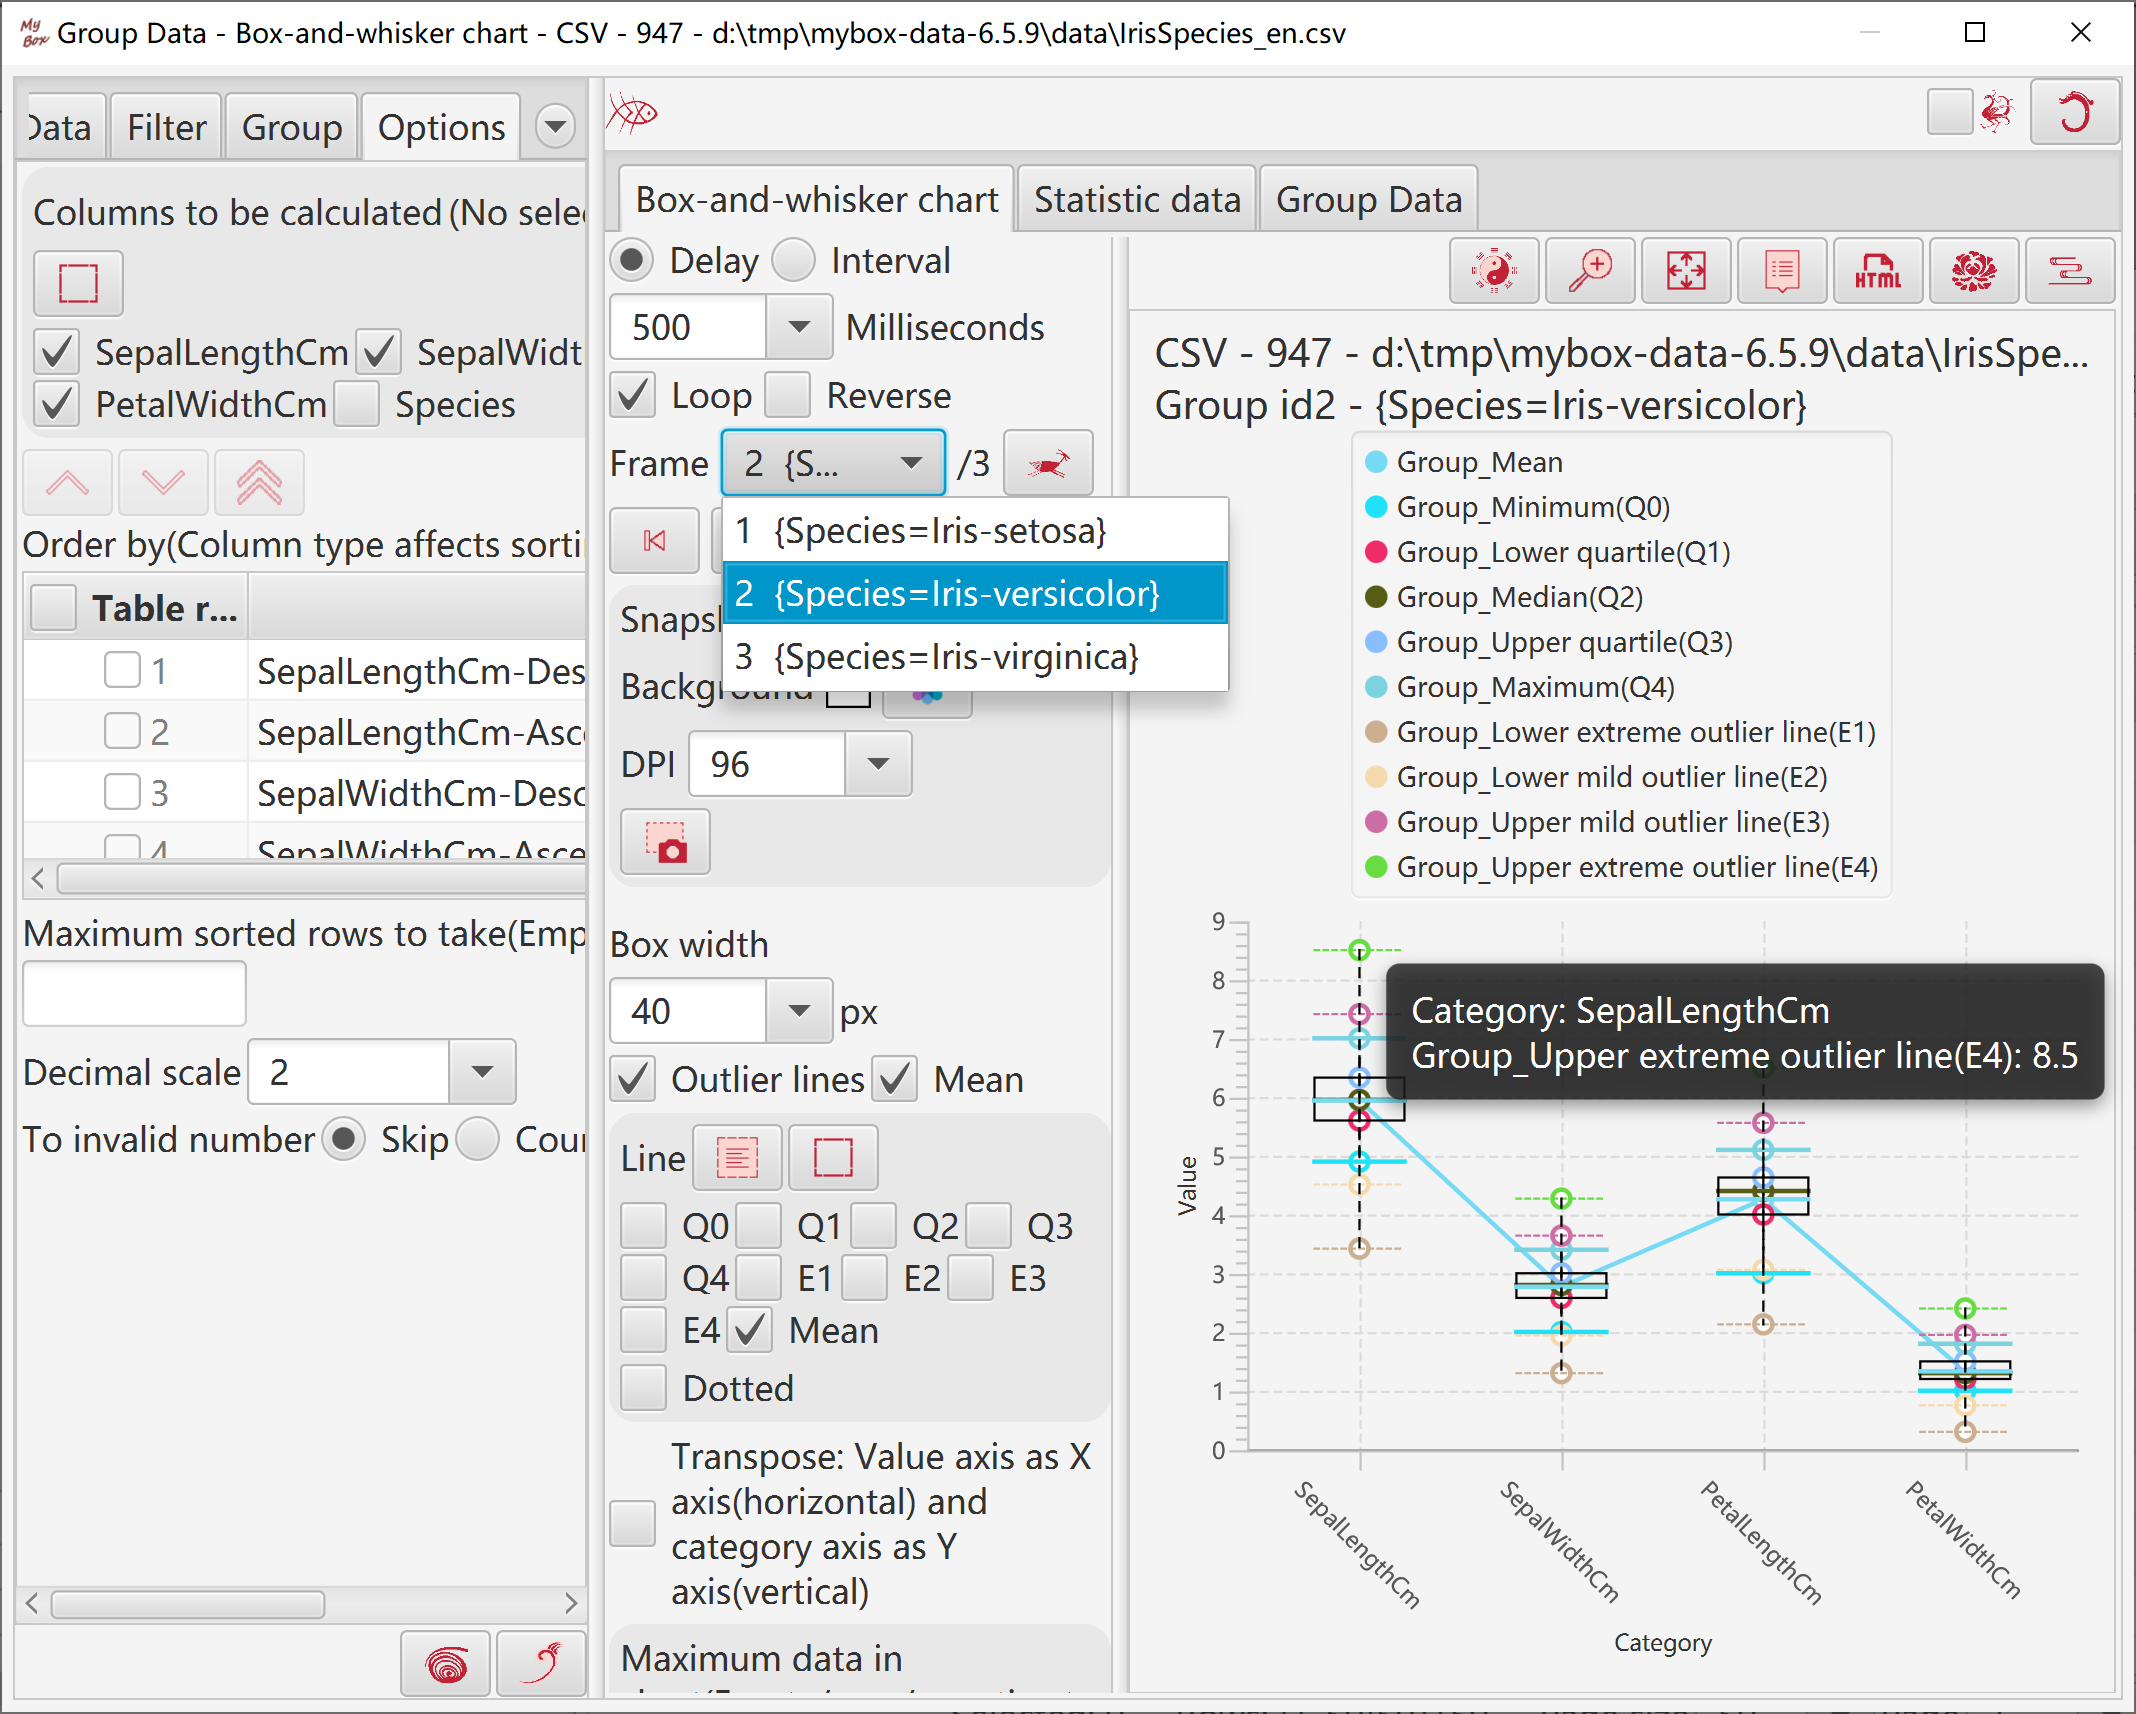 My Box Group Data - Box-and-whisker chart - CSV - 947 - d:\tmp\mybox-data-6.5.9\data\IrisSpecies_en.csv
Data Filter Group Options
Columns to be calculated (No sele
SepalLengthCm SepalWidt
PetalWidthCm Species
Order by(Column type affects sorti
Table r...
1 SepalLengthCm-Des
2 SepalLengthCm-Asce
3 SepalWidthCm-Desc
4 SepalWidthCm-Asce
Maximum sorted rows to take(Emp
Decimal scale 2
To invalid number Skip Cour
Box-and-whisker chart Statistic data Group Data
Delay Interval
500 Milliseconds
Loop Reverse
Frame 2 {S... /3
1 {Species=Iris-setosa}
2 {Species=Iris-versicolor}
3 {Species=Iris-virginica}
Snapsh
Background
DPI 96
Box width
40 px
Outlier lines Mean
Line
Q0 Q1 Q2 Q3
Q4 E1 E2 E3
E4 Mean
Dotted
Transpose: Value axis as X
axis(horizontal) and
category axis as Y
axis(vertical)
Maximum data in
HTML
CSV - 947 - d:\tmp\mybox-data-6.5.9\data\IrisSpe...
Group id2 - {Species=Iris-versicolor}
Group_Mean
Group_Minimum(Q0)
Group_Lower quartile(Q1)
Group_Median(Q2)
Group_Upper quartile(Q3)
Group_Maximum(Q4)
Group_Lower extreme outlier line(E1)
Group_Lower mild outlier line(E2)
Group_Upper mild outlier line(E3)
Group_Upper extreme outlier line(E4)
Category: SepalLengthCm
Group_Upper extreme outlier line(E4): 8.5
Value
9
8
7
6
5
4
3
2
1
0
SepalLengthCm SepalWidthCm PetalLengthCm PetalWidthCm
Category